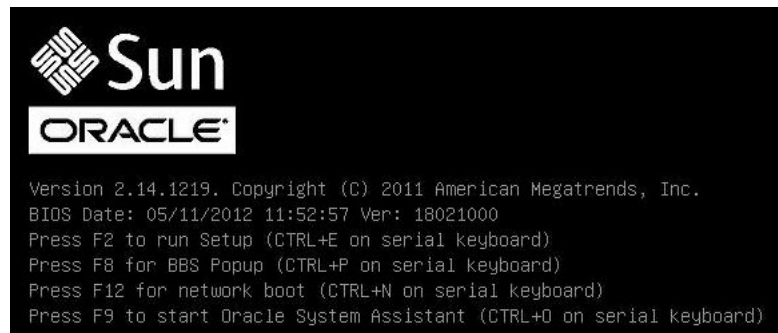 Sun
ORACLE
Version 2.14.1219. Copyright (C) 2011 American Megatrends, Inc.
BIOS Date: 05/11/2012 11:52:57 Ver: 18021000
Press F2 to run Setup (CTRL+E on serial keyboard)
Press F8 for BBS Popup (CTRL+P on serial keyboard)
Press F12 for network boot (CTRL+N on serial keyboard)
Press F9 to start Oracle System Assistant (CTRL+O on serial keyboard)